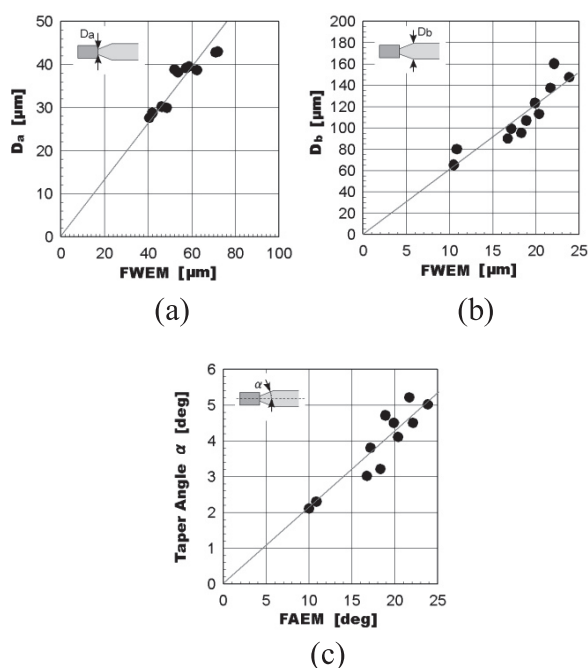 Da
50
40
30
20
10
0
Da [µm]
0 20 40 60 80 100
FWEM [µm]
(a)
Db
200
180
160
140
120
100
80
60
40
20
0
Db [µm]
0 5 10 15 20 25
FWEM [µm]
(b)
α
6
5
4
3
2
1
0
Taper Angle α [deg]
0 5 10 15 20 25
FAEM [deg]
(c)